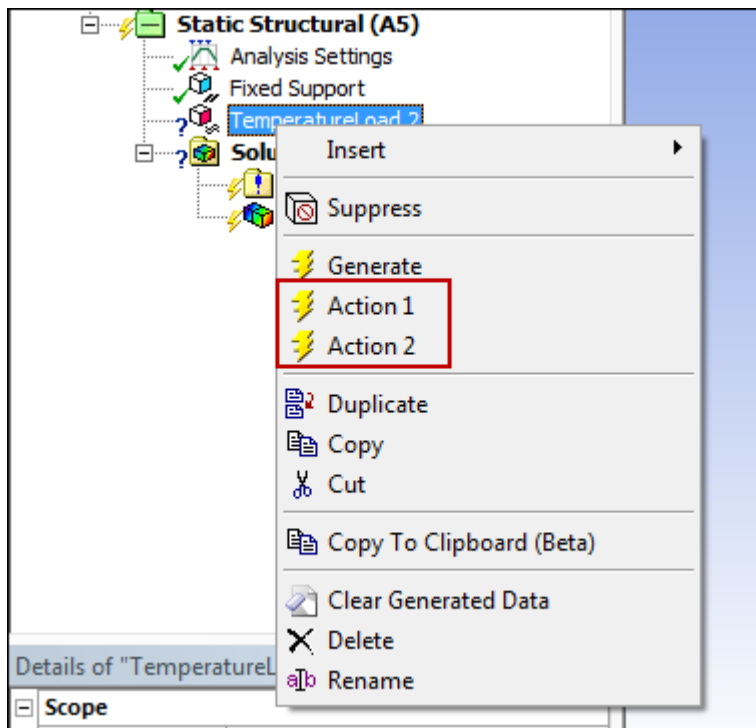 Static Structural (A5)
Analysis Settings
Fixed Support
TemperatureLoad 2
Solu
Insert
Suppress
Generate
Action 1
Action 2
Duplicate
Copy
Cut
Copy To Clipboard (Beta)
Clear Generated Data
Delete
Rename
Details of "TemperatureL
Scope